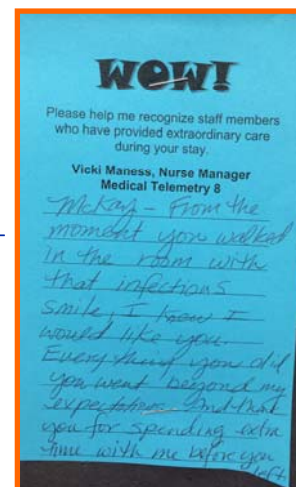 WOW!
Please help me recognize staff members
who have provided extraordinary care
during your stay.
Vicki Maness, Nurse Manager
Medical Telemetry 8
McKay - From the
moment you walked
in the room with
that infectious
smile, I knew I
would like you.
Everything you did
you went beyond my
expectations. And thank
you for spending extra
time with me before you
left.